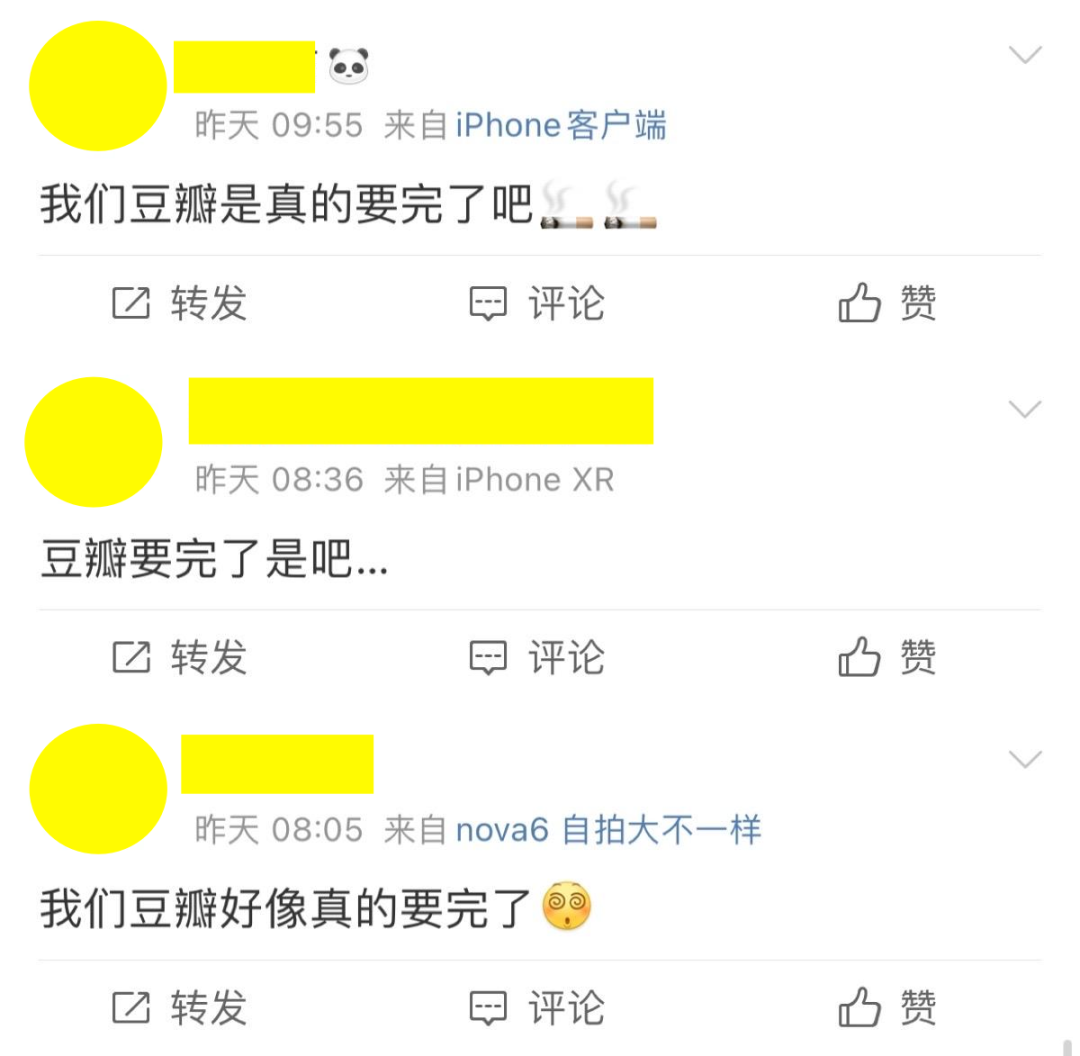 🐼
昨天 09:55 来自 iPhone客户端
我们豆瓣是真的要完了吧🚬🚬
转发 评论 赞
昨天 08:36 来自 iPhone XR
豆瓣要完了是吧...
转发 评论 赞
昨天 08:05 来自 nova6 自拍大不一样
我们豆瓣好像真的要完了
转发 评论 赞